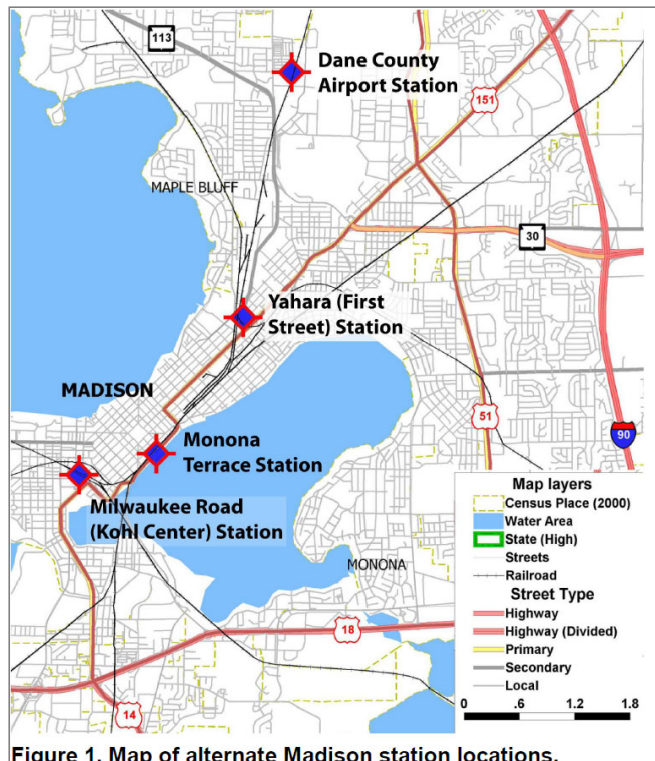 113
Dane County
Airport Station
151
MAPLE BLUFF
30
Yahara (First
Street) Station
MADISON
51
90
Monona
Terrace Station
Milwaukee Road
(Kohl Center) Station
MONONA
18
14
Map layers
Census Place (2000)
Water Area
State (High)
Streets
Railroad
Street Type
Highway
Highway (Divided)
Primary
Secondary
Local
0 .6 1.2 1.8
Figure 1. Map of alternate Madison station locations.